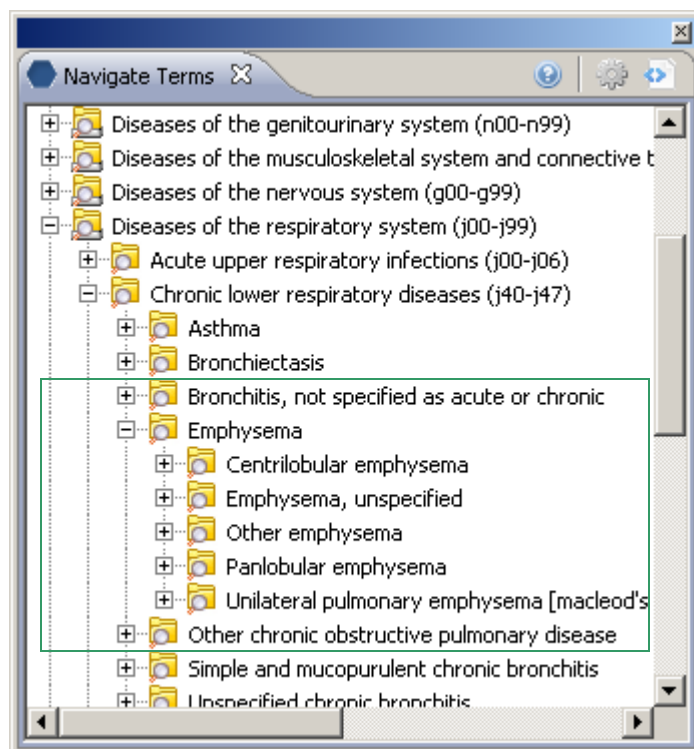 Navigate Terms
Diseases of the genitourinary system (n00-n99)
Diseases of the musculoskeletal system and connective t
Diseases of the nervous system (g00-g99)
Diseases of the respiratory system (j00-j99)
Acute upper respiratory infections (j00-j06)
Chronic lower respiratory diseases (j40-j47)
Asthma
Bronchiectasis
Bronchitis, not specified as acute or chronic
Emphysema
Centrilobular emphysema
Emphysema, unspecified
Other emphysema
Panlobular emphysema
Unilateral pulmonary emphysema [macleod's
Other chronic obstructive pulmonary disease
Simple and mucopurulent chronic bronchitis
Unspecified chronic bronchitis